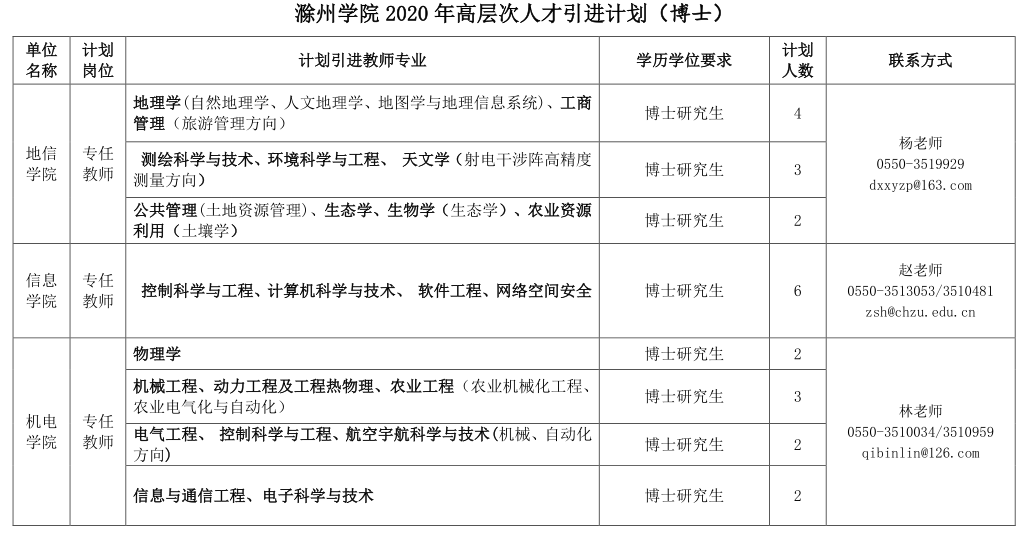 滁州学院 2020 年高层次人才引进计划（博士）
单位
名称
计划
岗位
计划引进教师专业
学历学位要求
计划
人数
联系方式
地信
学院
专任
教师
地理学(自然地理学、人文地理学、地图学与地理信息系统)、工商
管理（旅游管理方向）
博士研究生
4
杨老师
0550-3519929
dxxyzp@163.com
测绘科学与技术、环境科学与工程、 天文学（射电干涉阵高精度
测量方向）
博士研究生
3
公共管理(土地资源管理)、生态学、生物学（生态学）、农业资源
利用（土壤学）
博士研究生
2
信息
学院
专任
教师
控制科学与工程、计算机科学与技术、 软件工程、网络空间安全
博士研究生
6
赵老师
0550-3513053/3510481
zsh@chzu.edu.cn
机电
学院
专任
教师
物理学
博士研究生
2
林老师
0550-3510034/3510959
qibinlin@126.com
机械工程、动力工程及工程热物理、农业工程（农业机械化工程、
农业电气化与自动化）
博士研究生
3
电气工程、 控制科学与工程、航空宇航科学与技术(机械、自动化
方向)
博士研究生
2
信息与通信工程、电子科学与技术
博士研究生
2